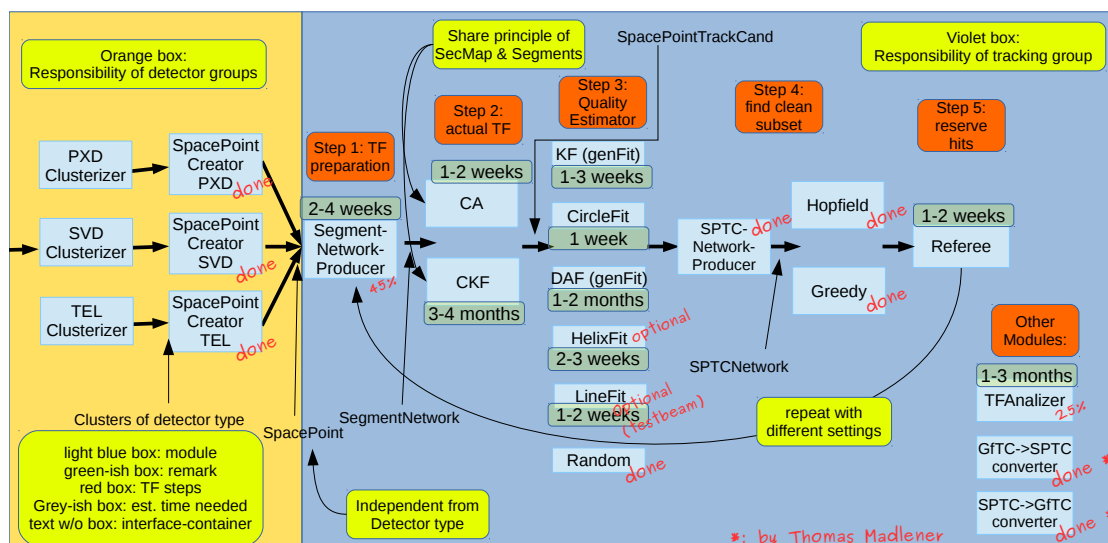 Orange box:
Responsibility of detector groups
Share principle of
SecMap & Segments
SpacePointTrackCand
Violet box:
Responsibility of tracking group
Step 1: TF
preparation
Step 2:
actual TF
Step 3:
Quality
Estimator
Step 4:
find clean
subset
Step 5:
reserve
hits
PXD
Clusterizer
SpacePoint
Creator
PXD
done
SVD
Clusterizer
SpacePoint
Creator
SVD
done
TEL
Clusterizer
SpacePoint
Creator
TEL
done
2-4 weeks
Segment-
Network-
Producer
45%
1-2 weeks
CA
CKF
3-4 months
KF (genFit)
1-3 weeks
CircleFit
1 week
DAF (genFit)
1-2 months
HelixFit
optional
2-3 weeks
LineFit
optional
(testbeam)
1-2 weeks
Random
done
SPTC-
Network-
Producer
done
Hopfield
done
Greedy
done
1-2 weeks
Referee
SPTCNetwork
Other
Modules:
1-3 months
TFAnalizer
25%
GfTC->SPTC
converter
done *
SPTC->GfTC
converter
done *
repeat with
different settings
Clusters of detector type
SpacePoint
SegmentNetwork
Independent from
Detector type
light blue box: module
green-ish box: remark
red box: TF steps
Grey-ish box: est. time needed
text w/o box: interface-container
*: by Thomas Madlener